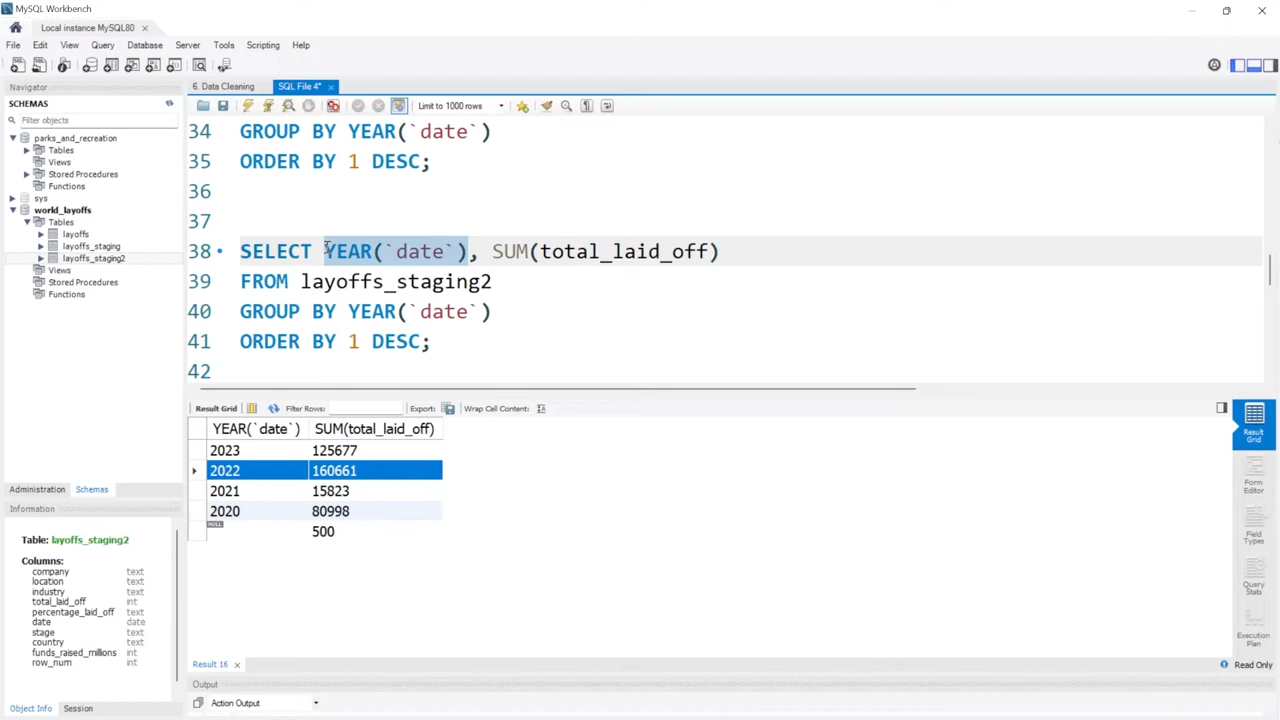 MySQL Workbench
Local instance MySQL80
File Edit View Query Database Server Tools Scripting Help
Navigator
SCHEMAS
Filter objects
parks_and_recreation
Tables
Views
Stored Procedures
Functions
sys
world_layoffs
Tables
layoffs
layoffs_staging
layoffs_staging2
Views
Stored Procedures
Functions
Administration Schemas
Information
Table: layoffs_staging2
Columns:
company text
location text
industry text
total_laid_off int
percentage_laid_off text
date date
stage text
country text
funds_raised_millions int
row_num int
Object Info Session
6. Data Cleaning SQL File 4*
Limit to 1000 rows
34 GROUP BY YEAR(`date`)
35 ORDER BY 1 DESC;
36
37
38 SELECT YEAR(`date`), SUM(total_laid_off)
39 FROM layoffs_staging2
40 GROUP BY YEAR(`date`)
41 ORDER BY 1 DESC;
42
Result Grid Filter Rows: Export: Wrap Cell Content:
YEAR(`date`) SUM(total_laid_off)
2023 125677
2022 160661
2021 15823
2020 80998
NULL 500
Result Grid
Form Editor
Field Types
Query Stats
Execution Plan
Result 16
Read Only
Output
Action Output